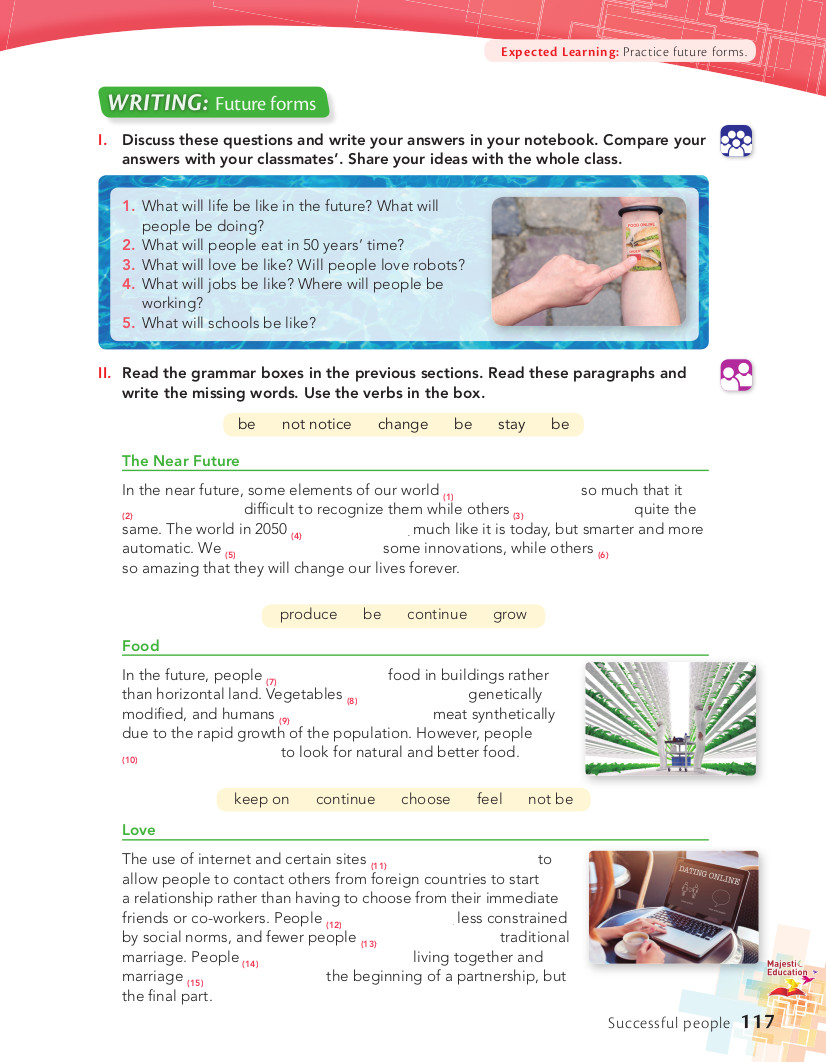 Expected Learning: Practice future forms.
WRITING: Future forms
I. Discuss these questions and write your answers in your notebook. Compare your
answers with your classmates'. Share your ideas with the whole class.
1. What will life be like in the future? What will
people be doing?
2. What will people eat in 50 years' time?
3. What will love be like? Will people love robots?
4. What will jobs be like? Where will people be
working?
5. What will schools be like?
FOOD ONLINE
II. Read the grammar boxes in the previous sections. Read these paragraphs and
write the missing words. Use the verbs in the box.
be not notice change be stay be
The Near Future
In the near future, some elements of our world (1) so much that it
(2) difficult to recognize them while others (3) quite the
same. The world in 2050 (4) much like it is today, but smarter and more
automatic. We (5) some innovations, while others (6)
so amazing that they will change our lives forever.
produce be continue grow
Food
In the future, people (7) food in buildings rather
than horizontal land. Vegetables (8) genetically
modified, and humans (9) meat synthetically
due to the rapid growth of the population. However, people
(10) to look for natural and better food.
keep on continue choose feel not be
Love
The use of internet and certain sites (11) to
allow people to contact others from foreign countries to start
a relationship rather than having to choose from their immediate
friends or co-workers. People (12) less constrained
by social norms, and fewer people (13) traditional
marriage. People (14) living together and
marriage (15) the beginning of a partnership, but
the final part.
DATING ONLINE
Majestic
Education
Successful people 117